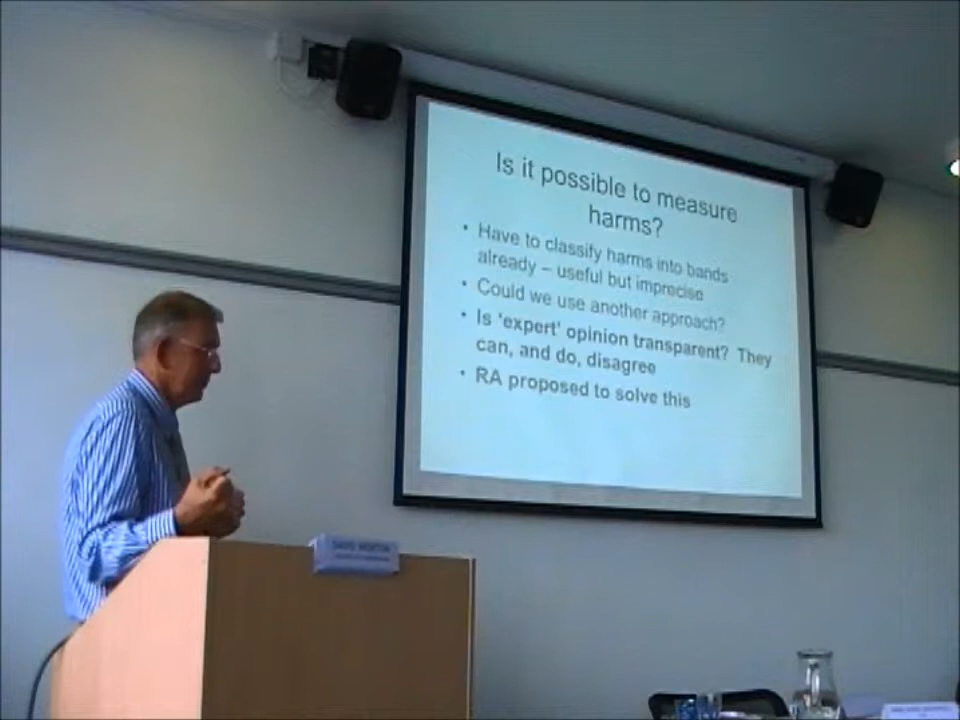 Is it possible to measure
harms?
• Have to classify harms into bands
already – useful but imprecise
• Could we use another approach?
• Is 'expert' opinion transparent? They
can, and do, disagree
• RA proposed to solve this